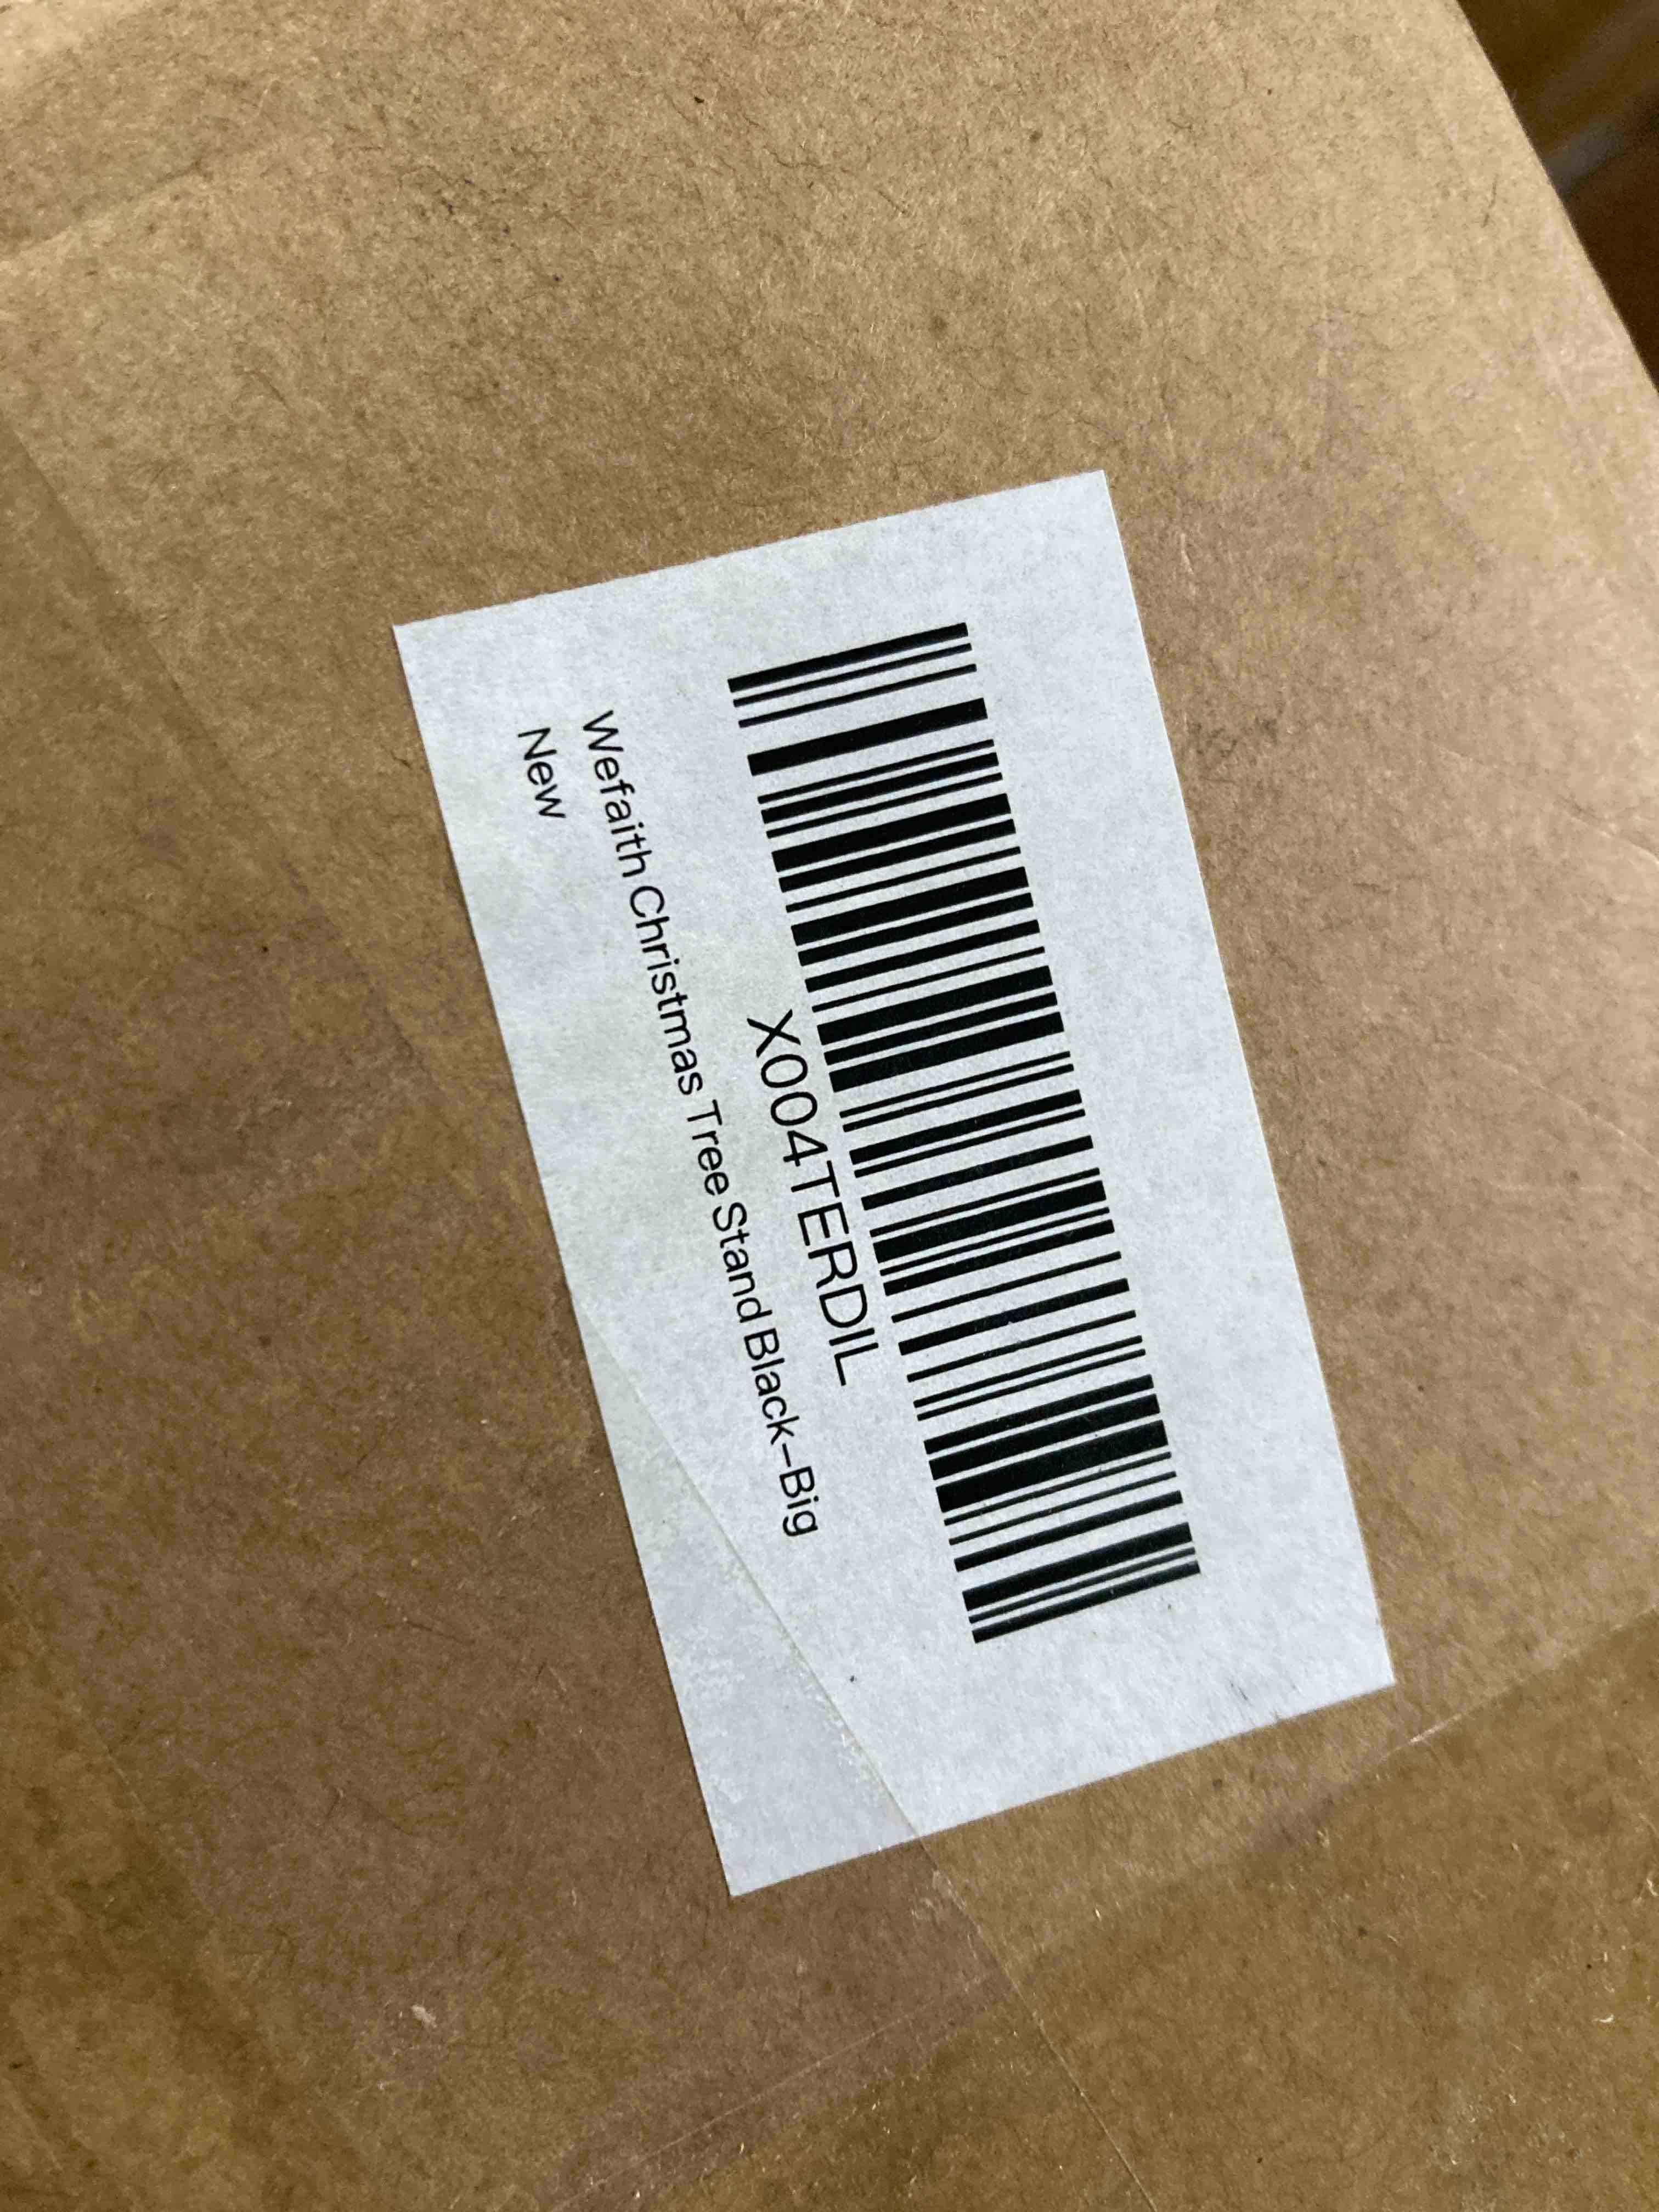 X004TERDIL
Wefaith Christmas Tree Stand Black-Big
New